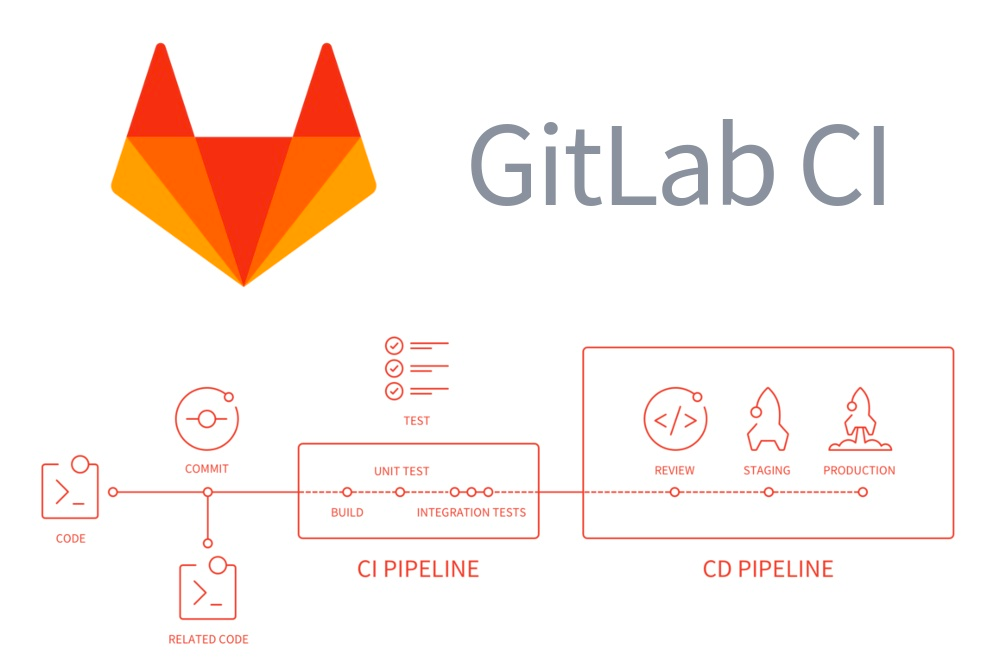 GitLab CI
TEST
COMMIT
UNIT TEST
REVIEW
STAGING
PRODUCTION
BUILD
INTEGRATION TESTS
CODE
CI PIPELINE
CD PIPELINE
RELATED CODE